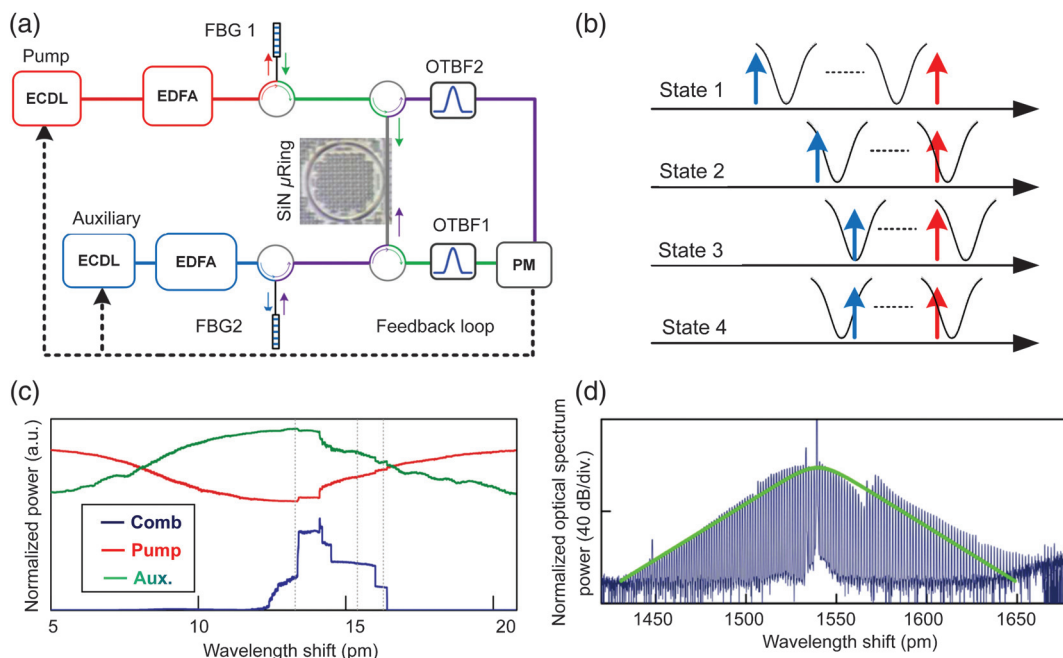 (a)
FBG 1
Pump
OTBF2
ECDL
EDFA
SiN μRing
Auxiliary
OTBF1
ECDL
EDFA
PM
FBG2
Feedback loop
(b)
State 1
State 2
State 3
State 4
(c)
Normalized power (a.u.)
Comb
Pump
Aux.
5
10
15
20
Wavelength shift (pm)
(d)
Normalized optical spectrum
power (40 dB/div.)
1450
1500
1550
1600
1650
Wavelength shift (pm)